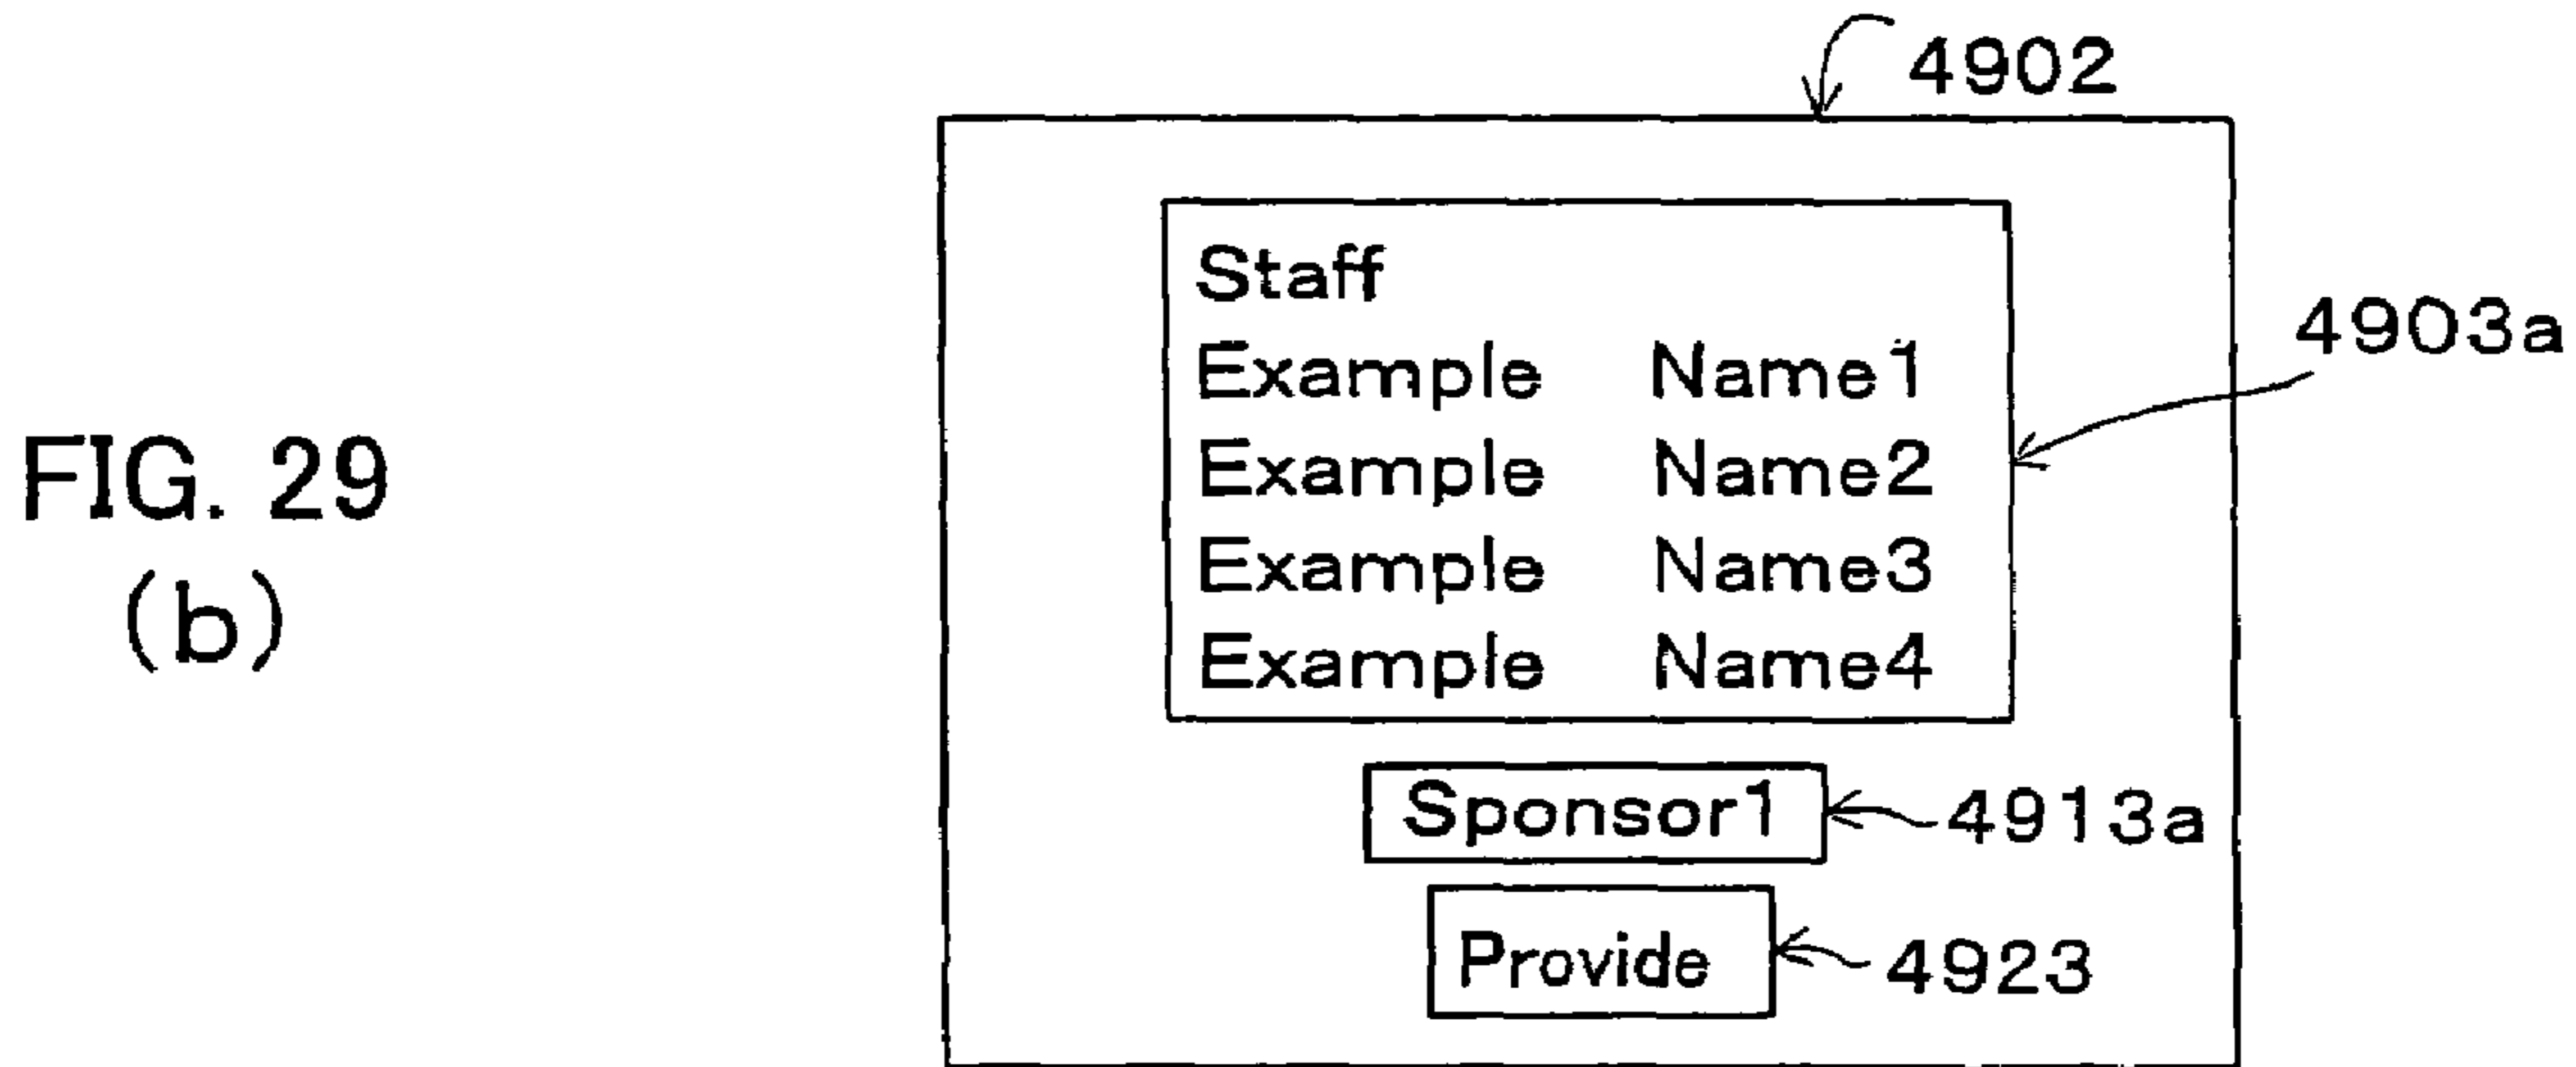 4902
Staff
Example Name1
4903a
Example Name2
FIG. 29
(b)
Example Name3
Example Name4
Sponsor1
4913a
Provide
4923